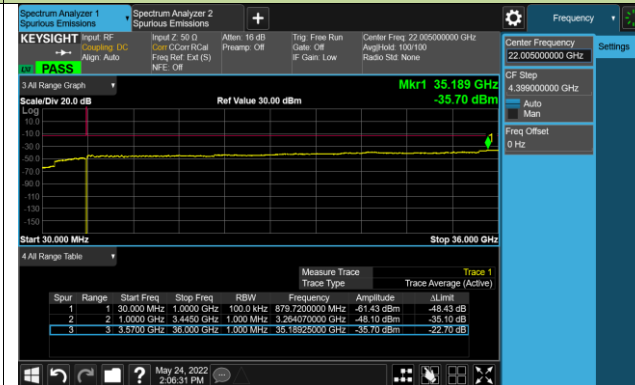 Spectrum Analyzer 1
Spurious Emissions
Spectrum Analyzer 2
Spurious Emissions
Frequency
KEYSIGHT
Input: RF
Coupling: DC
Align: Auto
Input Z: 50 Ω
Corr CCorr RCal
Freq Ref: Ext (S)
NFE: Off
Atten: 16 dB
Preamp: Off
Trig: Free Run
Gate: Off
IF Gain: Low
Center Freq: 22.005000000 GHz
Avg|Hold: 100/100
Radio Std: None
PASS
Center Frequency
22.005000000 GHz
Settings
CF Step
4.399000000 GHz
Auto
Man
Freq Offset
0 Hz
3 All Range Graph
Mkr1 35.189 GHz
-35.70 dBm
Scale/Div 20.0 dB
Ref Value 30.00 dBm
Log
10.0
-10.0
-30.0
-50.0
-70.0
-90.0
-110
-130
-150
1
Start 30.000 MHz
Stop 36.000 GHz
4 All Range Table
Measure Trace Trace 1
Trace Type Trace Average (Active)
Spur Range Start Freq Stop Freq RBW Frequency Amplitude ΔLimit
1 1 30.000 MHz 1.0000 GHz 100.0 kHz 879.7200000 MHz -61.43 dBm -48.43 dB
2 2 1.0000 GHz 3.4450 GHz 1.000 MHz 3.264070000 GHz -48.10 dBm -35.10 dB
3 3 3.5700 GHz 36.000 GHz 1.000 MHz 35.18925000 GHz -35.70 dBm -22.70 dB
?
May 24, 2022
2:06:31 PM